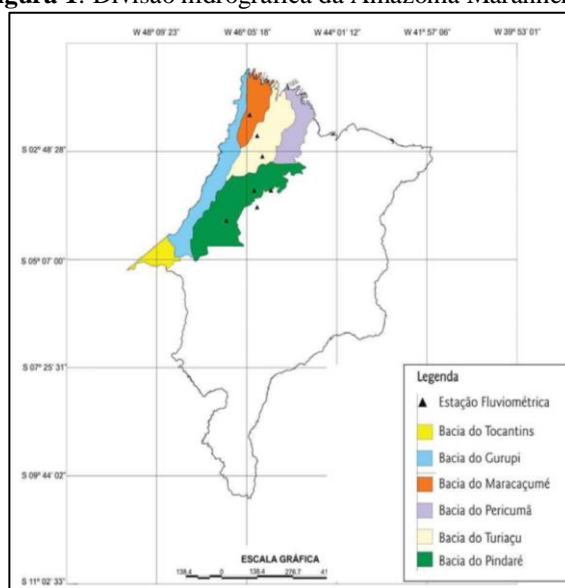 Divisão hidrográfica da Amazônia
W 48° 09' 23" W 46° 05' 18" W 44° 01' 12" W 41° 57' 06" W 39° 53' 01"
S 02° 48' 28"
S 05° 07' 00"
S 07° 25' 31"
S 09° 44' 02"
S 11° 02' 33"
Legenda
Estação Fluviométrica
Bacia do Tocantins
Bacia do Gurupi
Bacia do Maracaçumé
Bacia do Pericumã
Bacia do Turiaçu
Bacia do Pindaré
ESCALA GRÁFICA
138,4 0 138,4 276,7